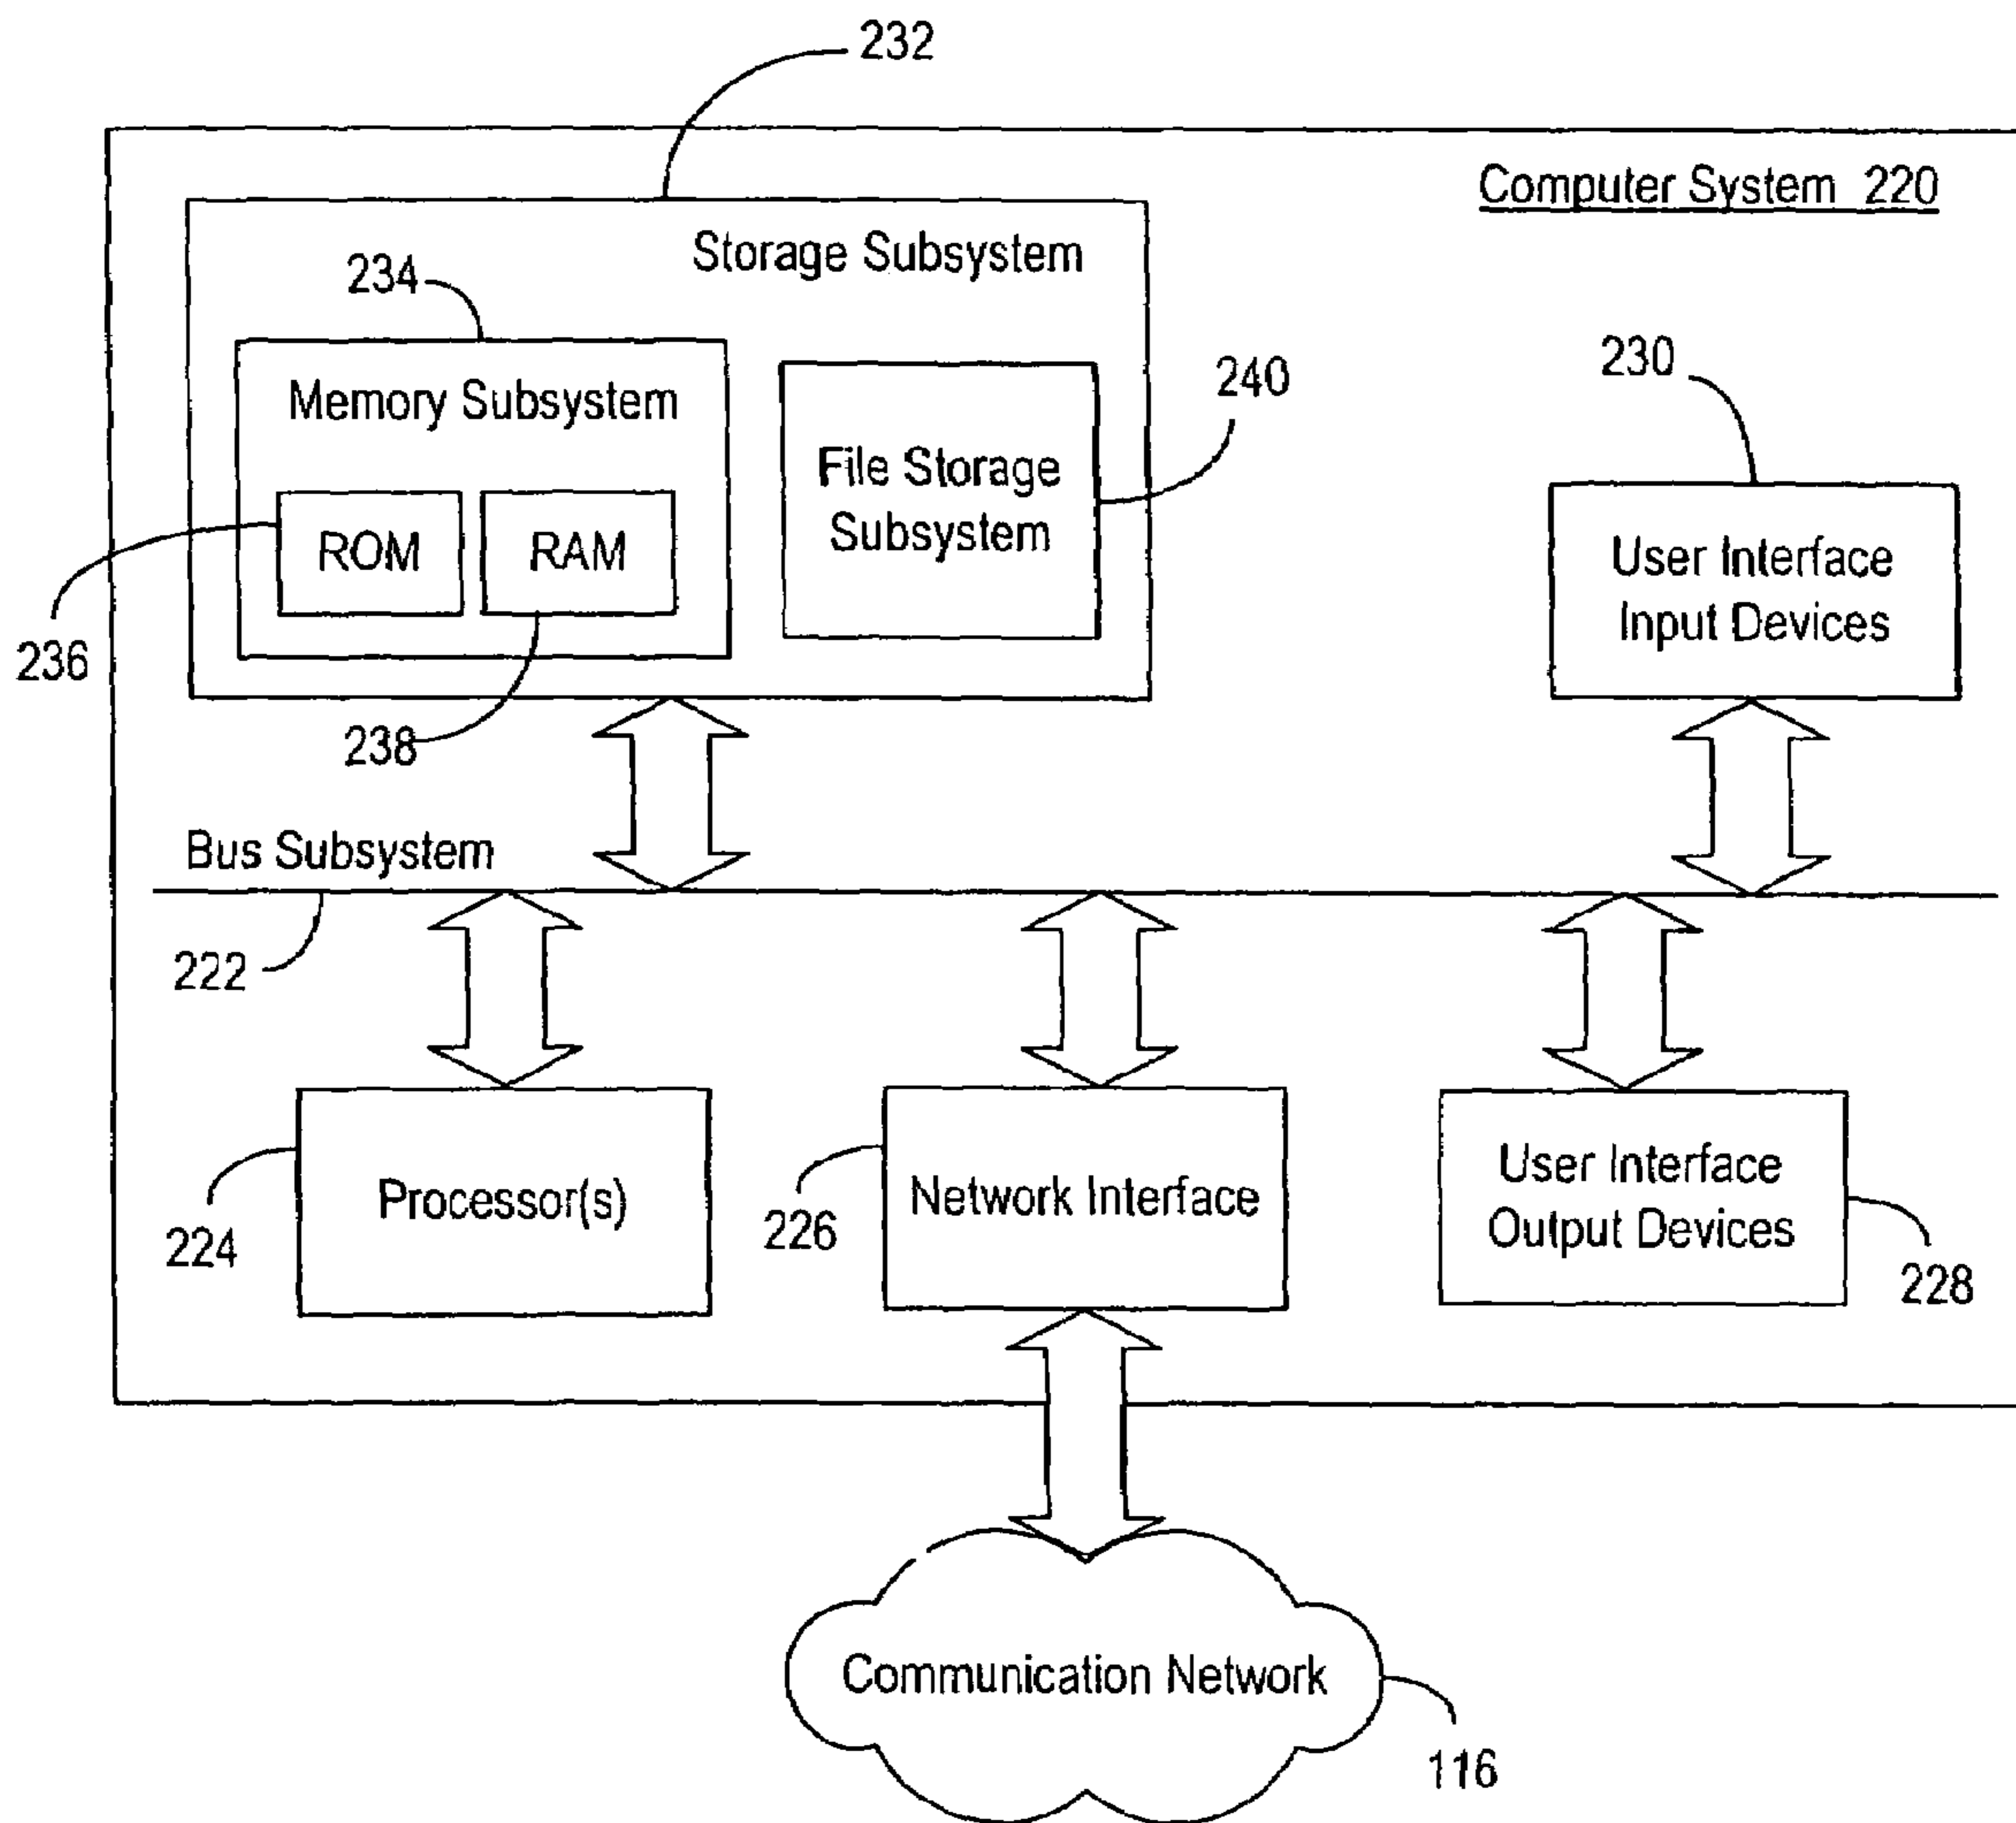 232
Computer System 220
Storage Subsystem
234
Memory Subsystem
240
230
File Storage
Subsystem
ROM
RAM
User Interface
Input Devices
236
238
Bus Subsystem
222
Processor(s)
224
Network Interface
226
User Interface
Output Devices
228
Communication Network
116